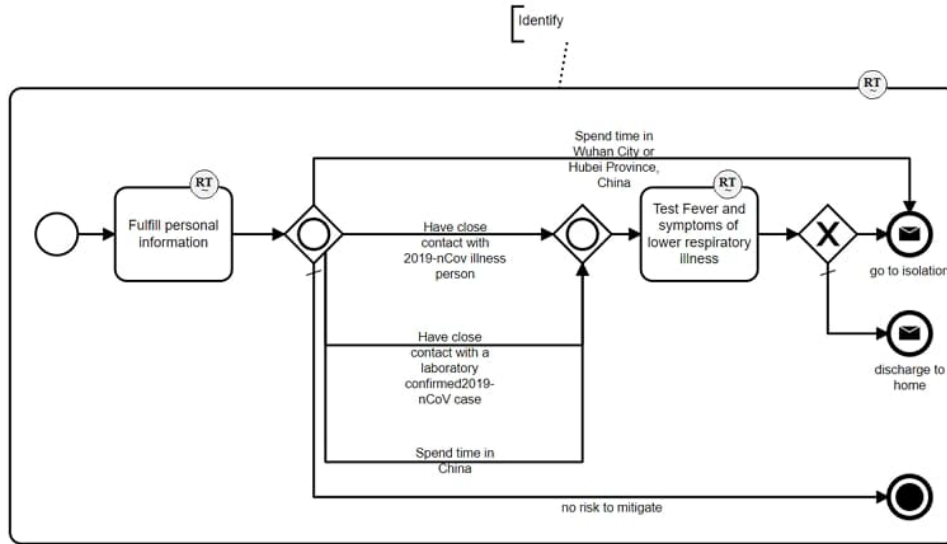 Identify
RT
Spend time in
Wuhan City or
Hubei Province,
China
RT
Fulfill personal
information
RT
Test Fever and
symptoms of
lower respiratory
illness
Have close
contact with
2019-nCov illness
person
go to isolation
Have close
contact with a
laboratory
confirmed2019-
nCoV case
discharge to
home
Spend time in
China
no risk to mitigate